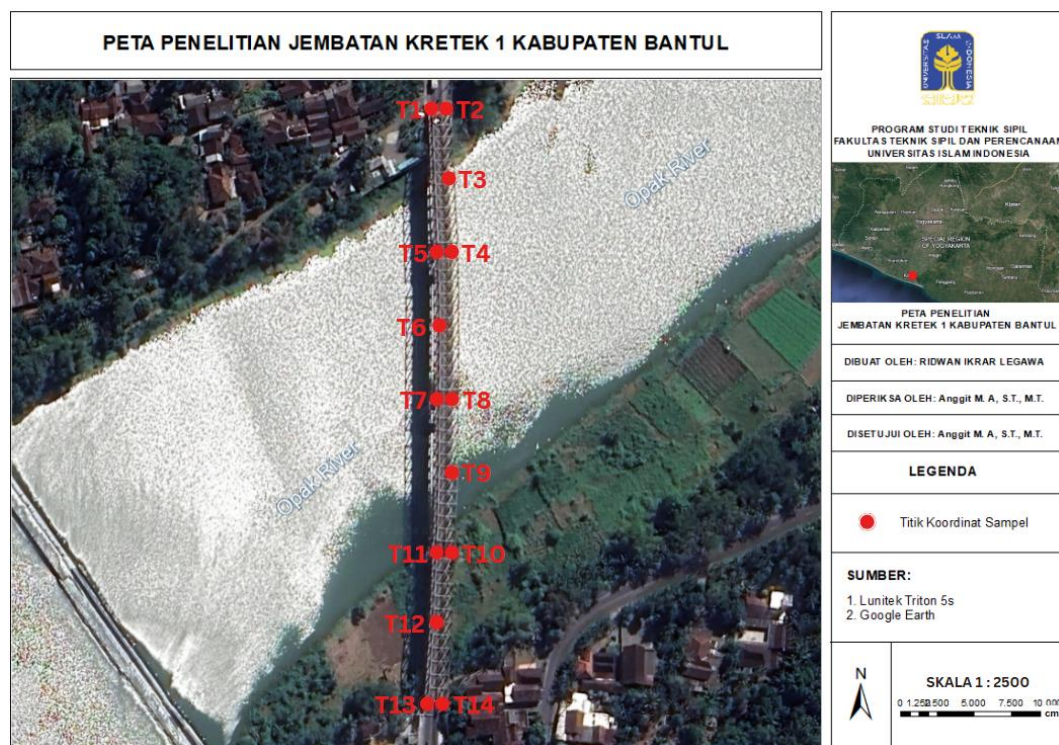 PETA PENELITIAN JEMBATAN KRETEK 1 KABUPATEN BANTUL
T1 T2
T3
Opak River
T5 T4
T6
T7 T8
Opak River
T9
T11 T10
T12
T13 T14
PROGRAM STUDI TEKNIK SIPIL
FAKULTAS TEKNIK SIPIL DAN PERENCANAAN
UNIVERSITAS ISLAM INDONESIA
SPECIAL REGION
OF YOGYAKARTA
PETA PENELITIAN
JEMBATAN KRETEK 1 KABUPATEN BANTUL
DIBUAT OLEH: RIDWAN IKRAR LEGAWA
DIPERIKSA OLEH: Anggit M. A, S.T., M.T.
DISETUJUI OLEH: Anggit M. A, S.T., M.T.
LEGENDA
Titik Koordinat Sampel
SUMBER:
1. Lunitek Triton 5s
2. Google Earth
N
SKALA 1 : 2500
0 1.250 2.500 5.000 7.500 10 000
cm